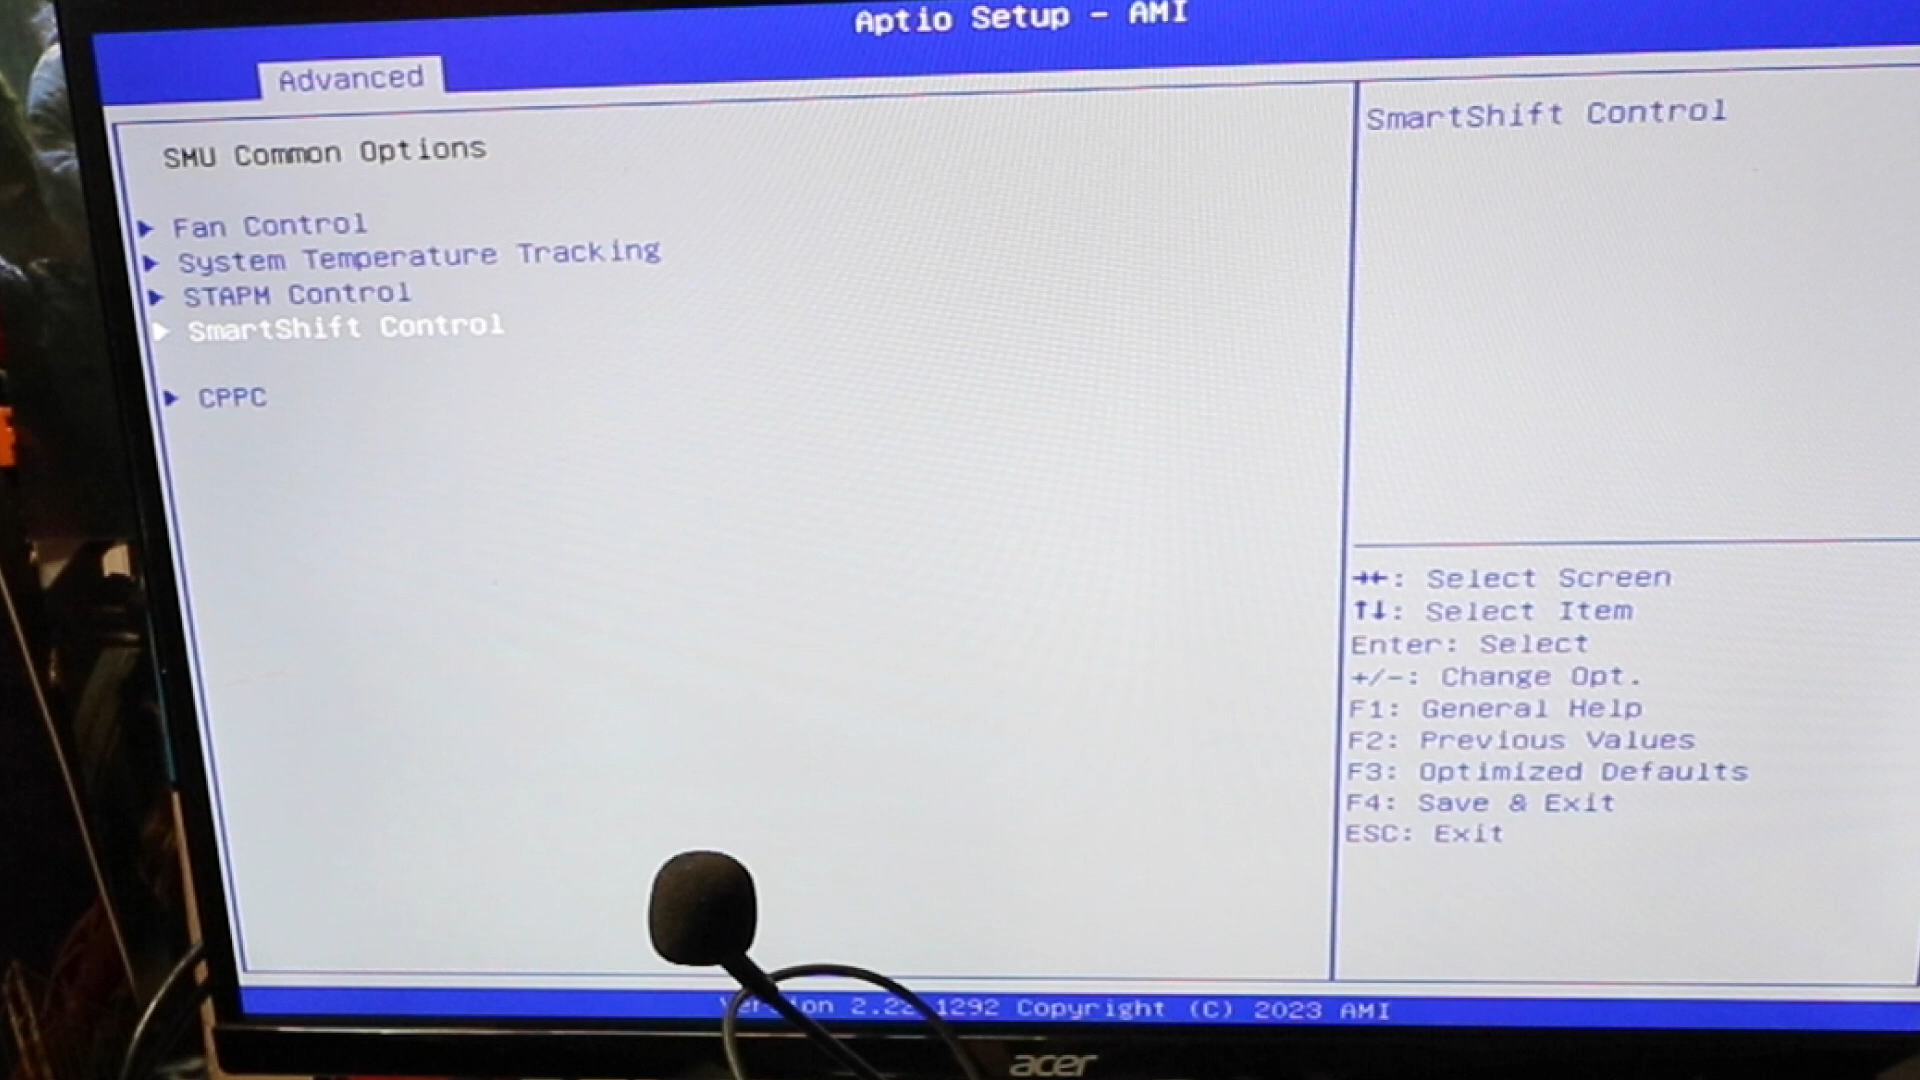 Aptio Setup - AMI
Advanced
SMU Common Options
Fan Control
System Temperature Tracking
STAPM Control
SmartShift Control
CPPC
SmartShift Control
→←: Select Screen
↑↓: Select Item
Enter: Select
+/-: Change Opt.
F1: General Help
F2: Previous Values
F3: Optimized Defaults
F4: Save & Exit
ESC: Exit
2.22.1292 Copyright (C) 2023 AMI
acer